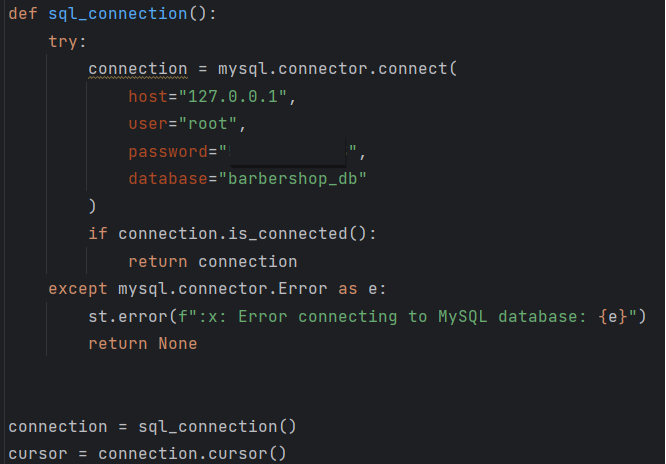 def sql_connection():
try:
connection = mysql.connector.connect(
host="127.0.0.1",
user="root",
password="",
database="barbershop_db"
)
if connection.is_connected():
return connection
except mysql.connector.Error as e:
st.error(f":x: Error connecting to MySQL database: {e}")
return None
connection = sql_connection()
cursor = connection.cursor()